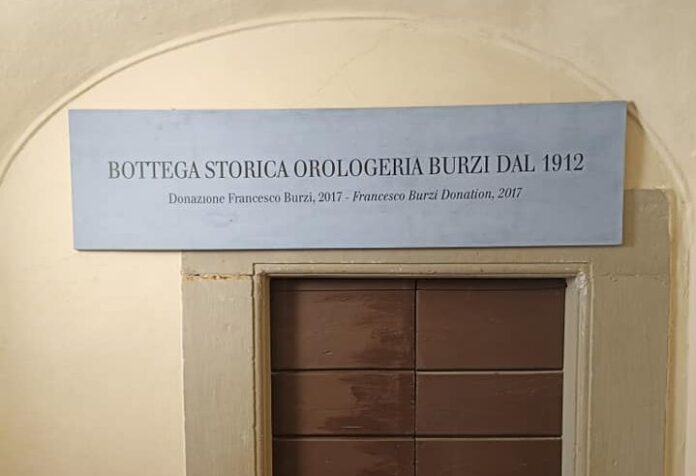 BOTTEGA STORICA OROLOGERIA BURZI DAL 1912
Donazione Francesco Burzi, 2017 - Francesco Burzi Donation, 2017